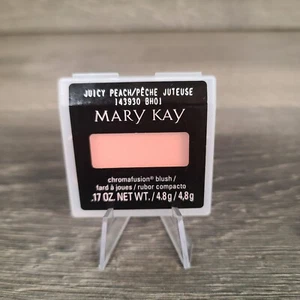 JUICY PEACH/PÊCHE JUTEUSE
143930 BH01
MARY KAY
chromafusion® blush/
fard à joues / rubor compacto
.17 OZ. NET WT. / 4.8g / 4,8g